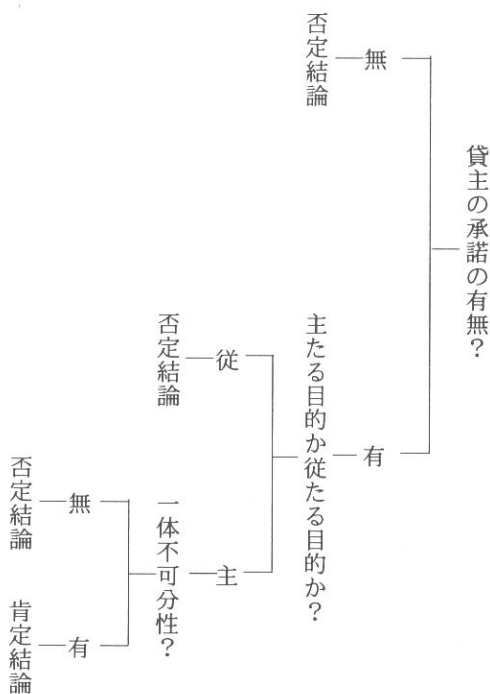 貸主の承諾の有無？
無
有
否定結論
主たる目的か従たる目的か？
従
主
否定結論
一体不可分性？
無
有
否定結論
肯定結論